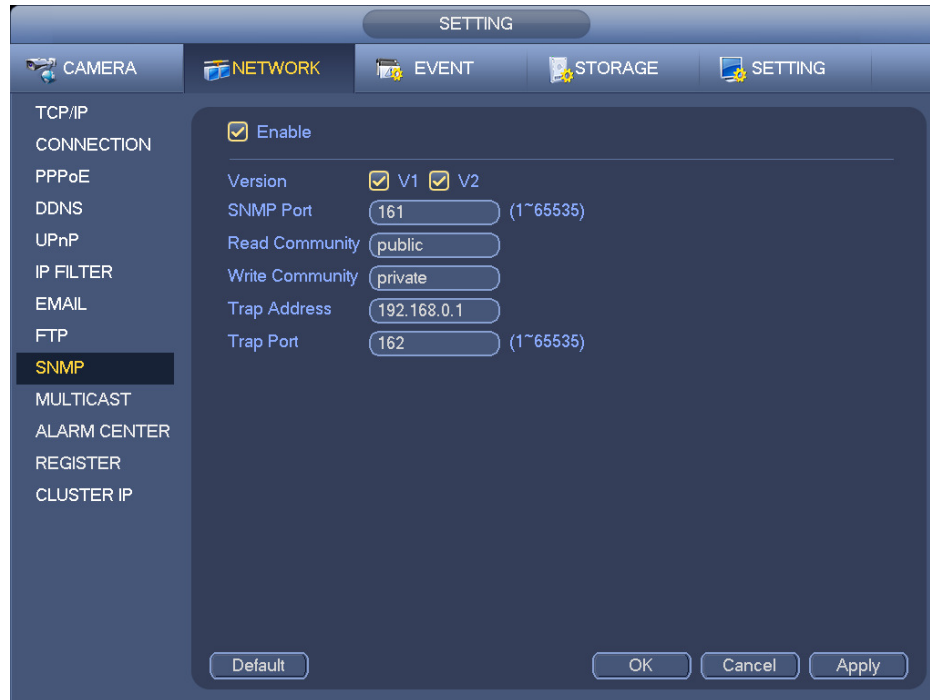 SETTING
CAMERA NETWORK EVENT STORAGE SETTING
TCP/IP
CONNECTION
PPPoE
DDNS
UPnP
IP FILTER
EMAIL
FTP
SNMP
MULTICAST
ALARM CENTER
REGISTER
CLUSTER IP
Enable
Version V1 V2
SNMP Port 161 (1~65535)
Read Community public
Write Community private
Trap Address 192.168.0.1
Trap Port 162 (1~65535)
Default OK Cancel Apply